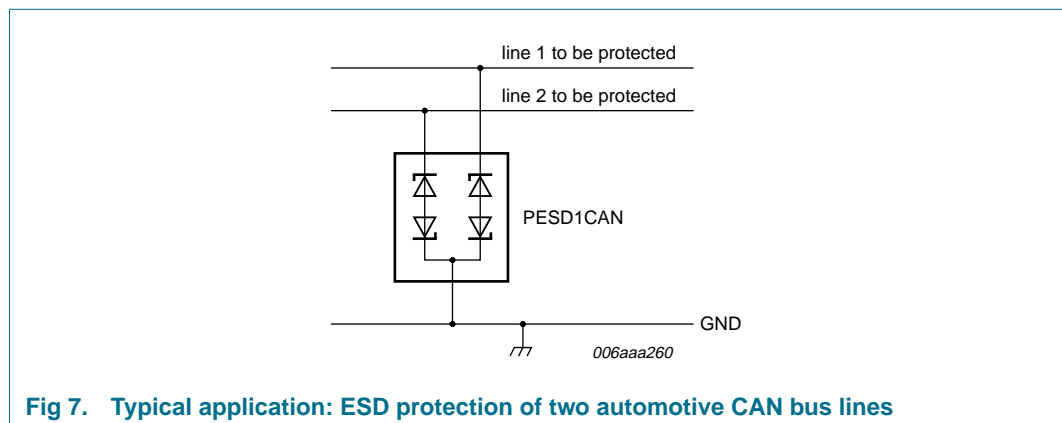 line 1 to be protected
line 2 to be protected
PESD1CAN
GND
006aaa260
Fig 7. Typical application: ESD protection of two automotive CAN bus lines